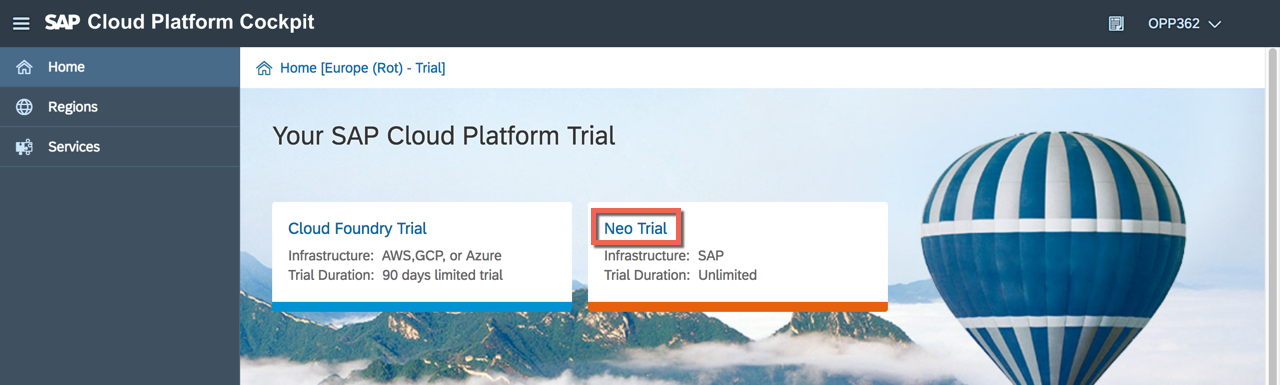 SAP Cloud Platform Cockpit
OPP362
Home
Regions
Services
Home [Europe (Rot) - Trial]
Your SAP Cloud Platform Trial
Cloud Foundry Trial
Infrastructure: AWS,GCP, or Azure
Trial Duration: 90 days limited trial
Neo Trial
Infrastructure: SAP
Trial Duration: Unlimited